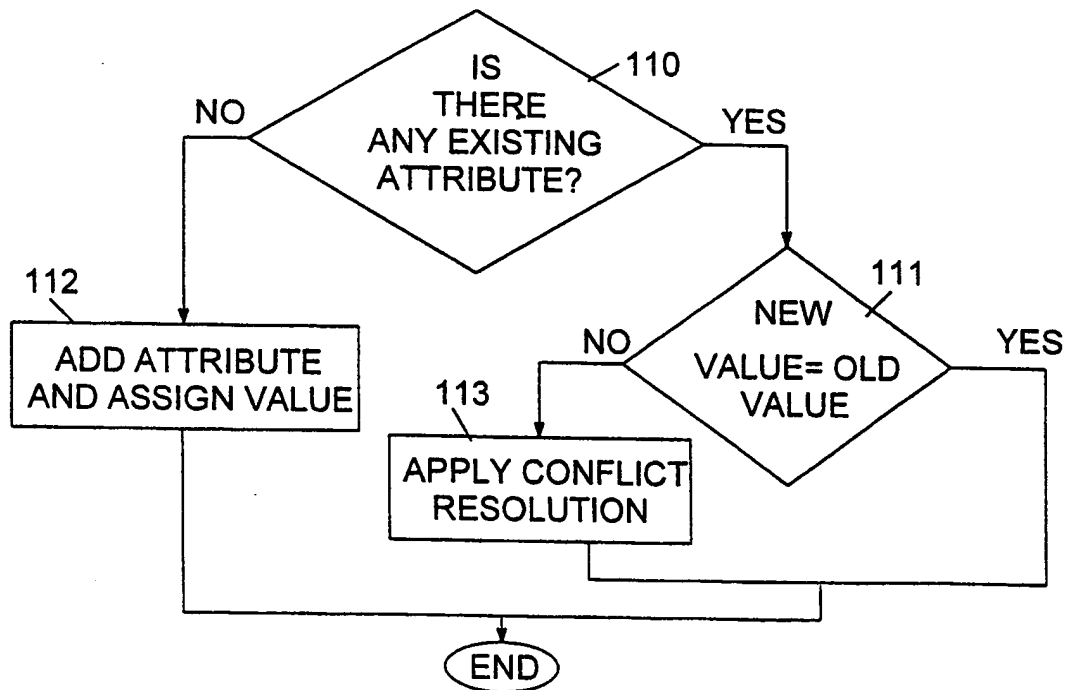 IS
THERE
ANY EXISTING
ATTRIBUTE?
110
NO
YES
112
ADD ATTRIBUTE
AND ASSIGN VALUE
111
NEW
VALUE= OLD
VALUE
NO
YES
113
APPLY CONFLICT
RESOLUTION
END